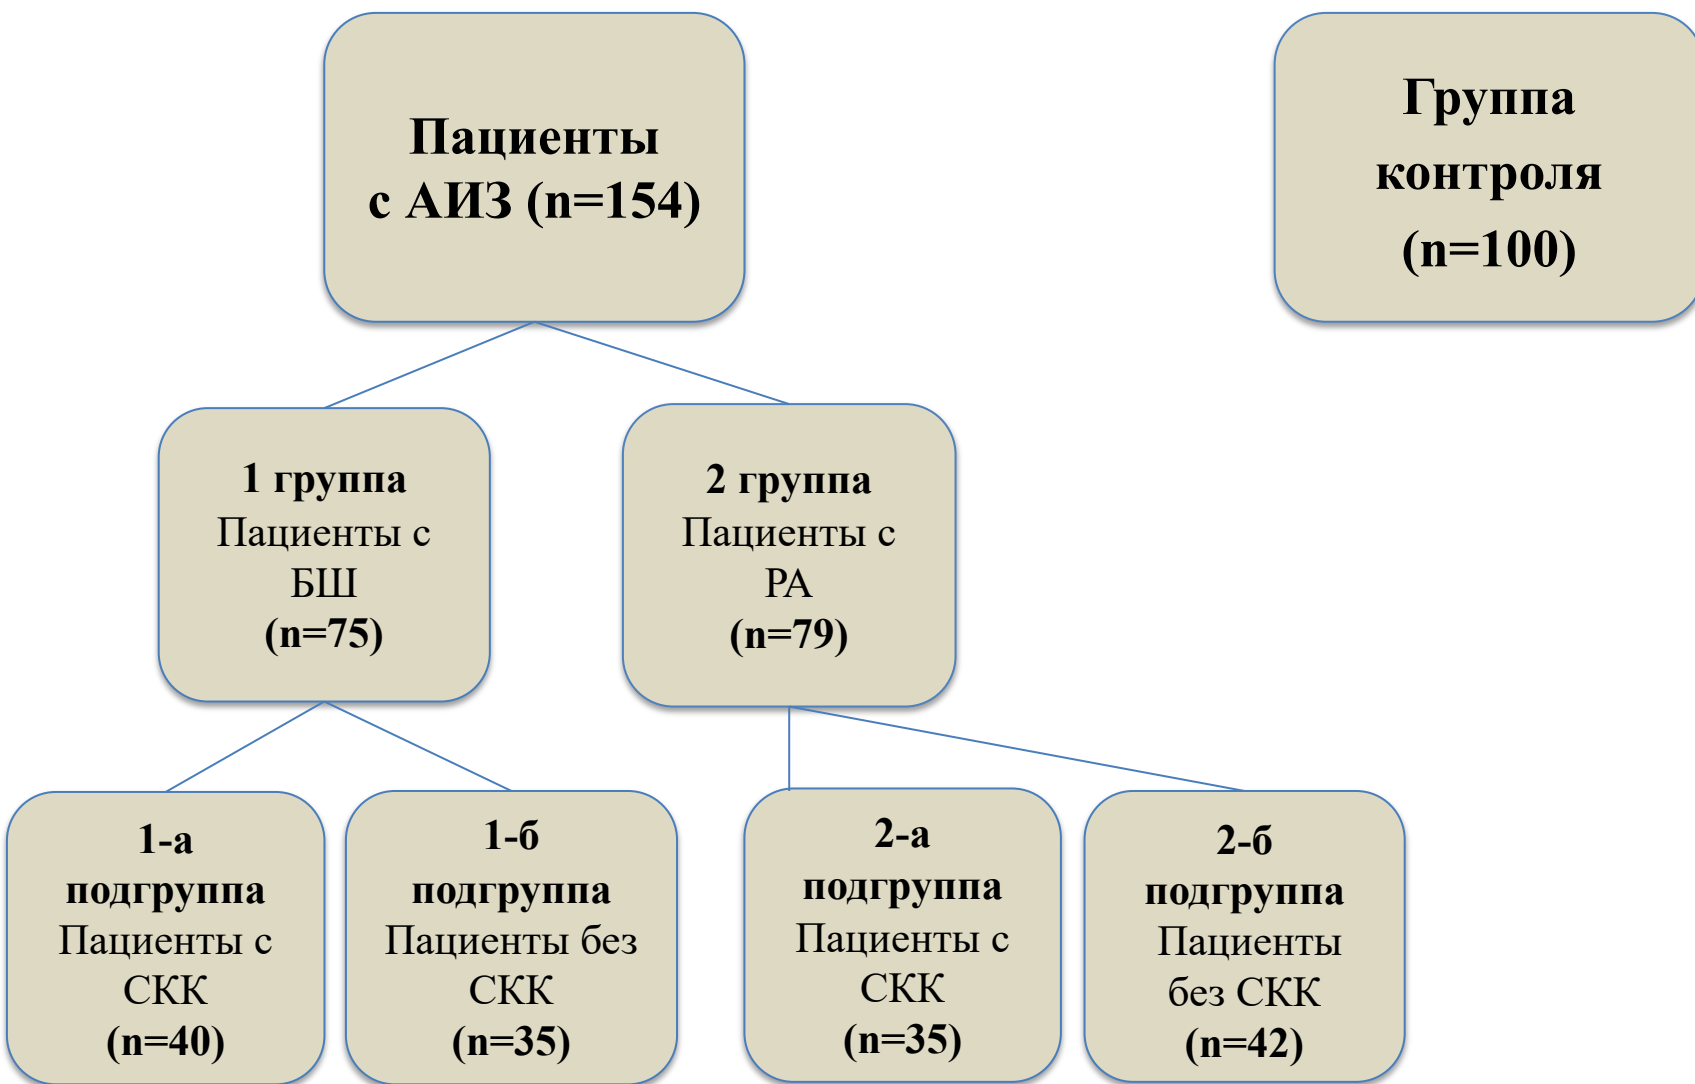 Пациенты
с АИЗ (n=154)
Группа
контроля
(n=100)
1 группа
Пациенты с
БШ
(n=75)
2 группа
Пациенты с
РА
(n=79)
1-а
подгруппа
Пациенты с
СКК
(n=40)
1-б
подгруппа
Пациенты без
СКК
(n=35)
2-а
подгруппа
Пациенты с
СКК
(n=35)
2-б
подгруппа
Пациенты
без СКК
(n=42)